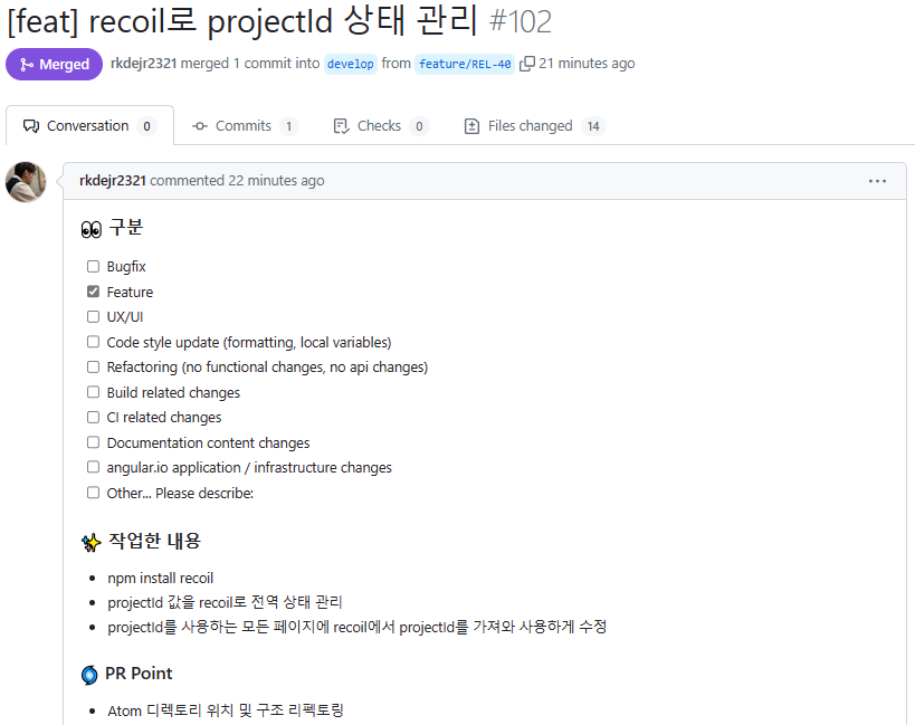 [feat] recoil로 projectId 상태 관리 #102
Merged rkdejr2321 merged 1 commit into develop from feature/REL-40 21 minutes ago
Conversation 0 Commits 1 Checks 0 Files changed 14
rkdejr2321 commented 22 minutes ago
구분
Bugfix
Feature
UX/UI
Code style update (formatting, local variables)
Refactoring (no functional changes, no api changes)
Build related changes
CI related changes
Documentation content changes
angular.io application / infrastructure changes
Other... Please describe:
작업한 내용
npm install recoil
projectId 값을 recoil로 전역 상태 관리
projectId를 사용하는 모든 페이지에 recoil에서 projectId를 가져와 사용하게 수정
PR Point
Atom 디렉토리 위치 및 구조 리펙토링